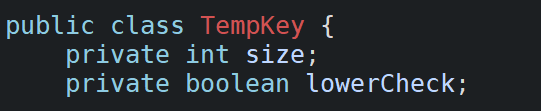 public class TempKey {
    private int size;
    private boolean lowerCheck;